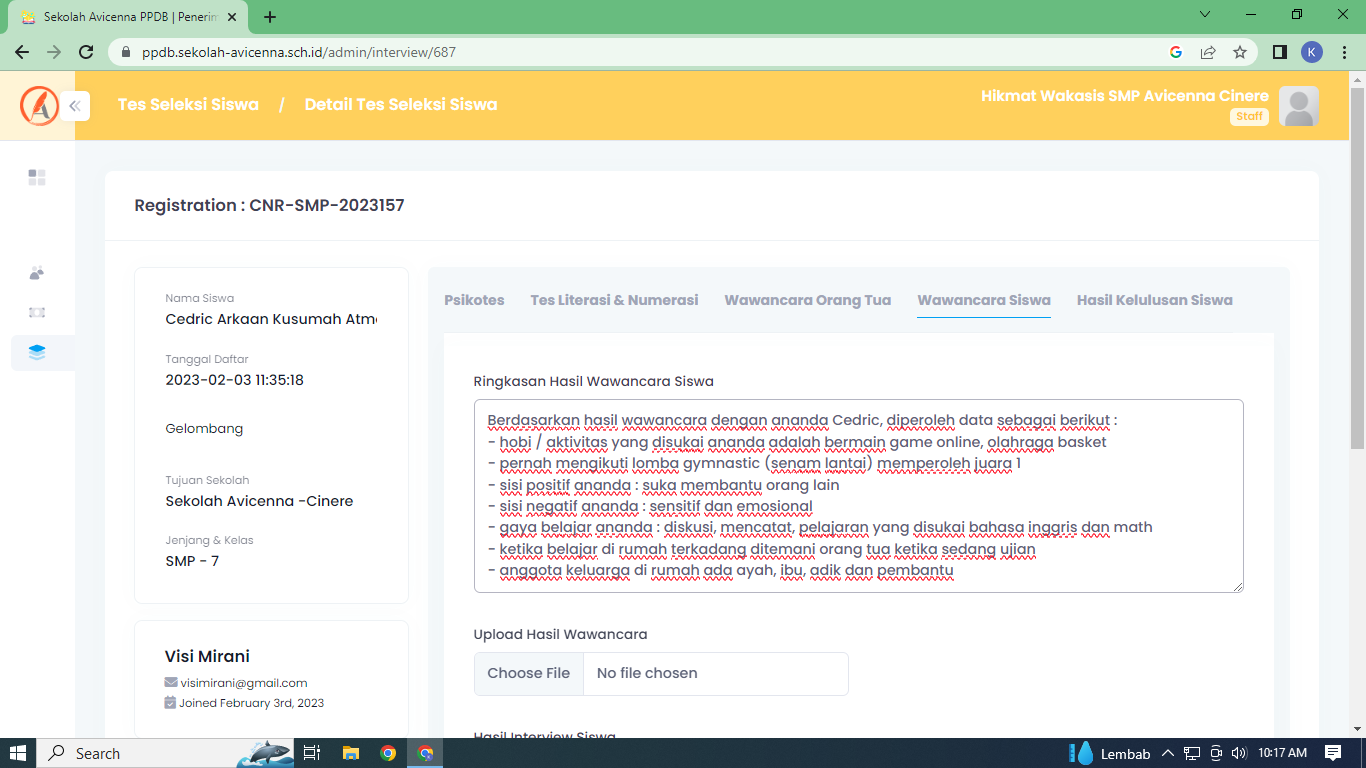 Sekolah Avicenna PPDB | Penerim
ppdb.sekolah-avicenna.sch.id/admin/interview/687
K
Tes Seleksi Siswa / Detail Tes Seleksi Siswa
Hikmat Wakasis SMP Avicenna Cinere
Staff
Registration : CNR-SMP-2023157
Nama Siswa
Cedric Arkaan Kusumah Atm
Tanggal Daftar
2023-02-03 11:35:18
Gelombang
Tujuan Sekolah
Sekolah Avicenna -Cinere
Jenjang & Kelas
SMP - 7
Visi Mirani
visimirani@gmail.com
Joined February 3rd, 2023
Psikotes
Tes Literasi & Numerasi
Wawancara Orang Tua
Wawancara Siswa
Hasil Kelulusan Siswa
Ringkasan Hasil Wawancara Siswa
Berdasarkan hasil wawancara dengan ananda Cedric, diperoleh data sebagai berikut :
- hobi / aktivitas yang disukai ananda adalah bermain game online, olahraga basket
- pernah mengikuti lomba gymnastic (senam lantai) memperoleh juara 1
- sisi positif ananda : suka membantu orang lain
- sisi negatif ananda : sensitif dan emosional
- gaya belajar ananda : diskusi, mencatat, pelajaran yang disukai bahasa inggris dan math
- ketika belajar di rumah terkadang ditemani orang tua ketika sedang ujian
- anggota keluarga di rumah ada ayah, ibu, adik dan pembantu
Upload Hasil Wawancara
Choose File
No file chosen
Hasil Interview Siswa
Search
Lembab
10:17 AM